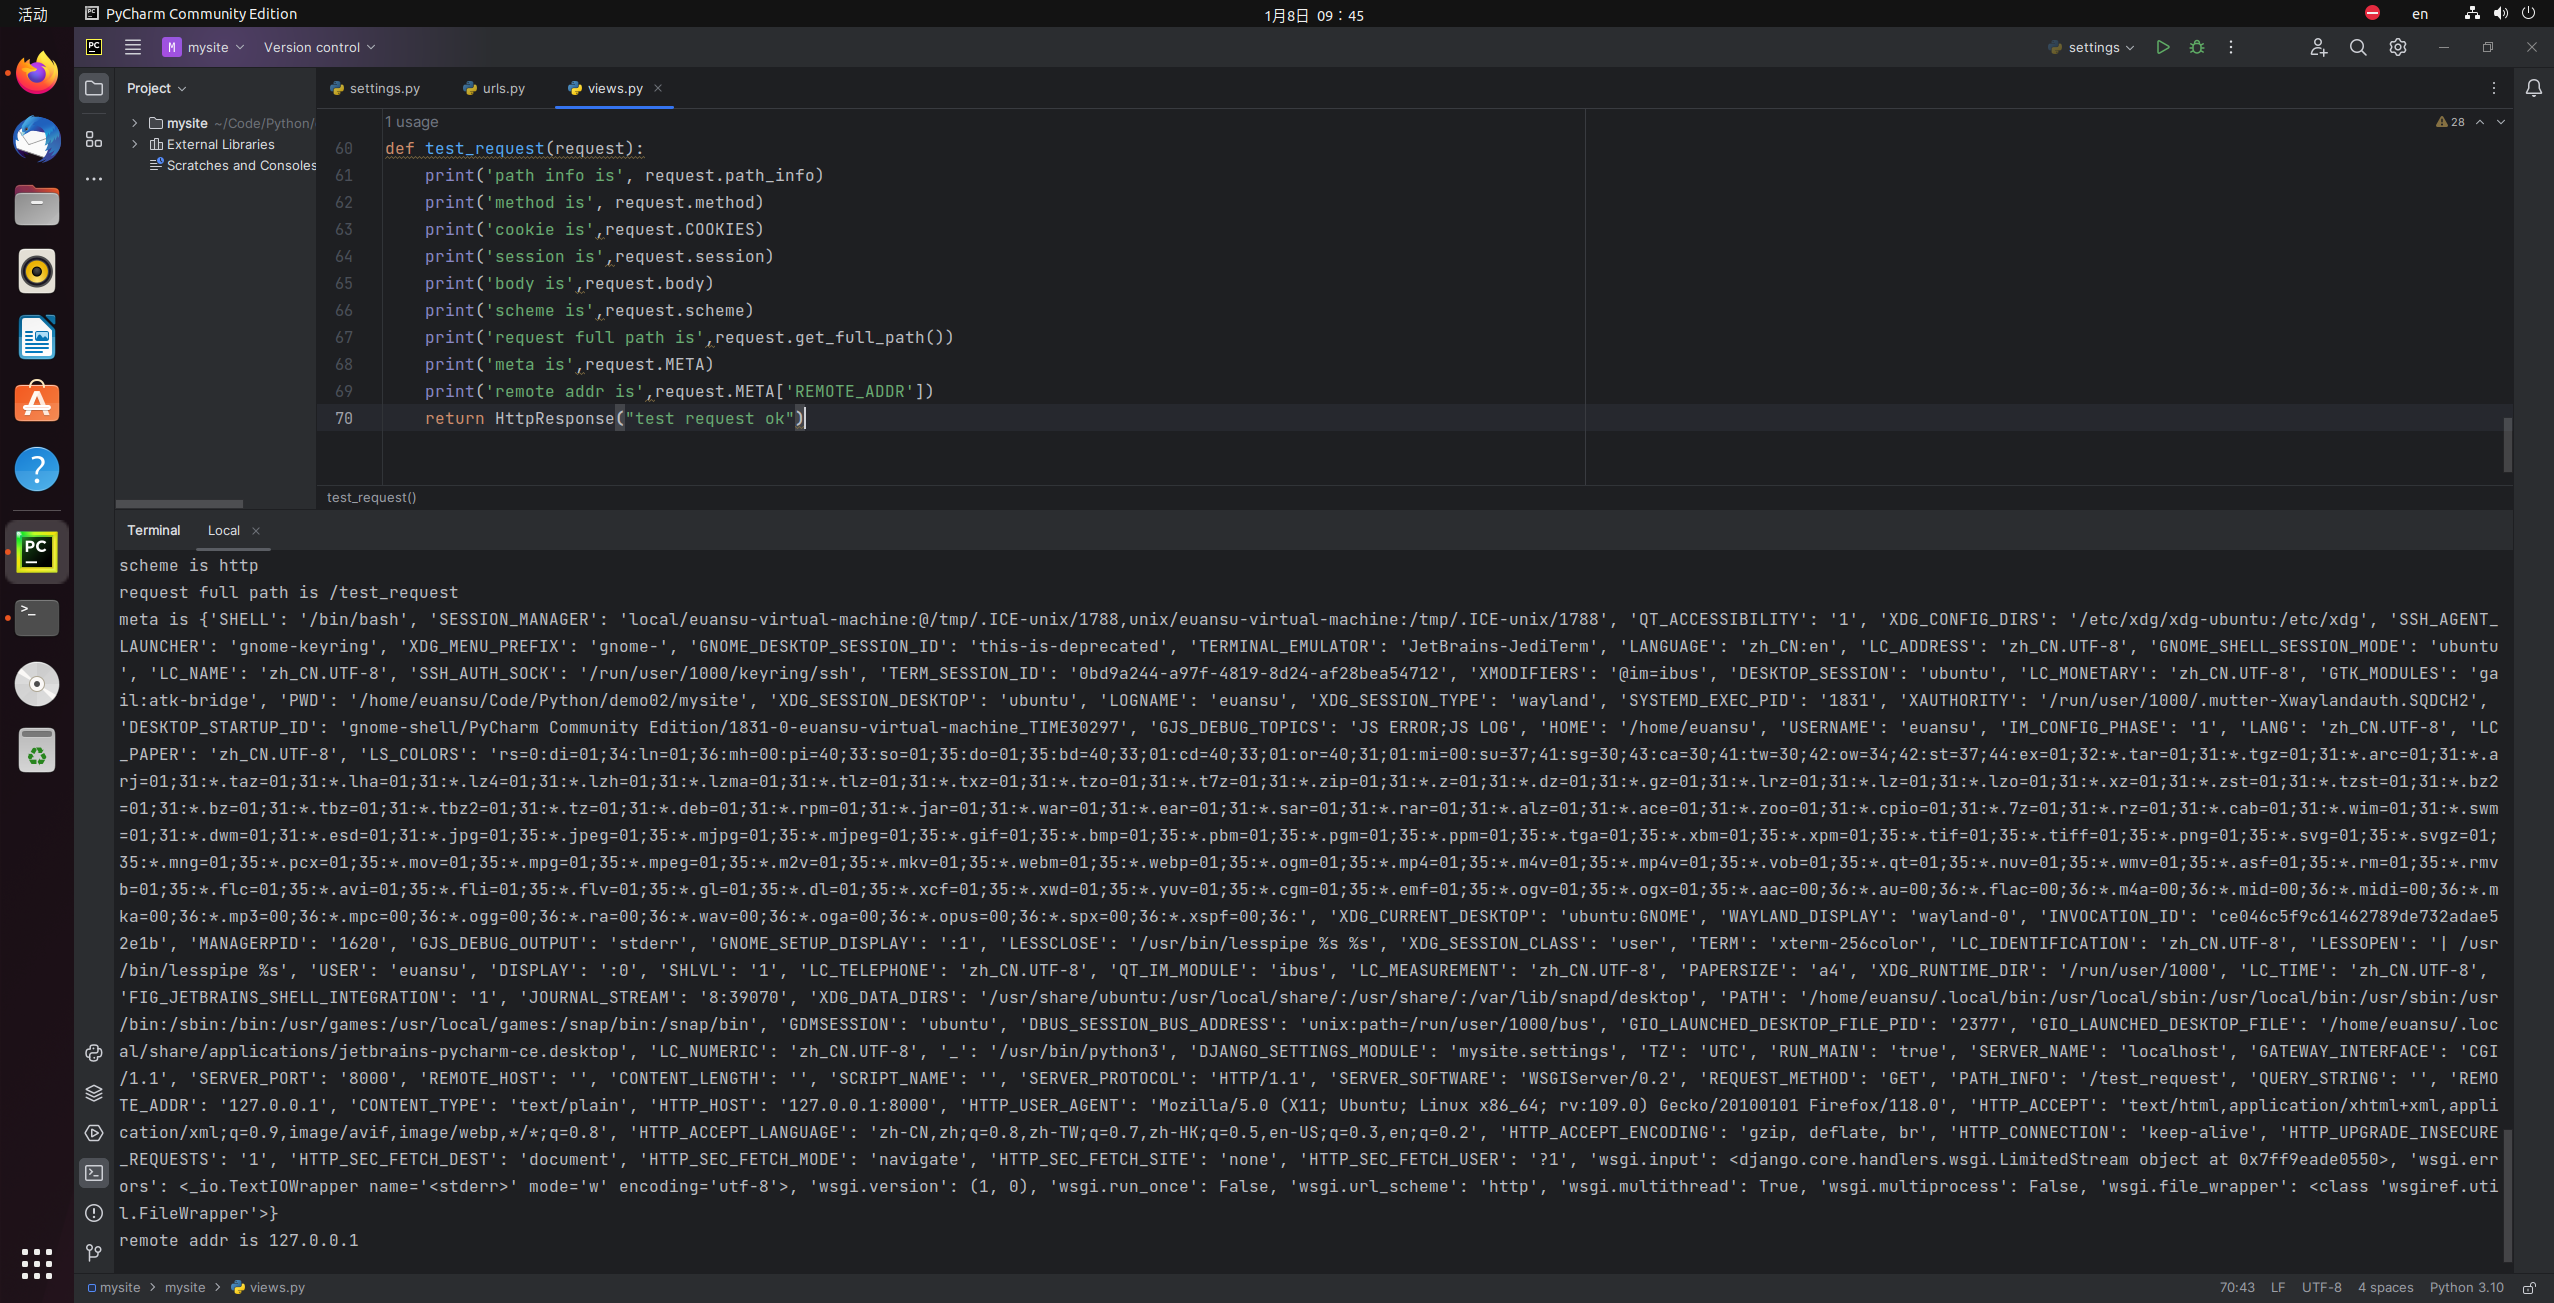 活动
PyCharm Community Edition
1月8日 09：45
en
PC
M mysite
Version control
settings
Project
settings.py
urls.py
views.py
mysite ~/Code/Python/
External Libraries
Scratches and Consoles
1 usage
28
60 def test_request(request):
61 print('path info is', request.path_info)
62 print('method is', request.method)
63 print('cookie is',request.COOKIES)
64 print('session is',request.session)
65 print('body is',request.body)
66 print('scheme is',request.scheme)
67 print('request full path is',request.get_full_path())
68 print('meta is',request.META)
69 print('remote addr is',request.META['REMOTE_ADDR'])
70 return HttpResponse("test request ok")
test_request()
Terminal
Local
scheme is http
request full path is /test_request
meta is {'SHELL': '/bin/bash', 'SESSION_MANAGER': 'local/euansu-virtual-machine:@/tmp/.ICE-unix/1788,unix/euansu-virtual-machine:/tmp/.ICE-unix/1788', 'QT_ACCESSIBILITY': '1', 'XDG_CONFIG_DIRS': '/etc/xdg/xdg-ubuntu:/etc/xdg', 'SSH_AGENT_
LAUNCHER': 'gnome-keyring', 'XDG_MENU_PREFIX': 'gnome-', 'GNOME_DESKTOP_SESSION_ID': 'this-is-deprecated', 'TERMINAL_EMULATOR': 'JetBrains-JediTerm', 'LANGUAGE': 'zh_CN:en', 'LC_ADDRESS': 'zh_CN.UTF-8', 'GNOME_SHELL_SESSION_MODE': 'ubuntu
', 'LC_NAME': 'zh_CN.UTF-8', 'SSH_AUTH_SOCK': '/run/user/1000/keyring/ssh', 'TERM_SESSION_ID': '0bd9a244-a97f-4819-8d24-af28bea54712', 'XMODIFIERS': '@im=ibus', 'DESKTOP_SESSION': 'ubuntu', 'LC_MONETARY': 'zh_CN.UTF-8', 'GTK_MODULES': 'ga
il:atk-bridge', 'PWD': '/home/euansu/Code/Python/demo02/mysite', 'XDG_SESSION_DESKTOP': 'ubuntu', 'LOGNAME': 'euansu', 'XDG_SESSION_TYPE': 'wayland', 'SYSTEMD_EXEC_PID': '1831', 'XAUTHORITY': '/run/user/1000/.mutter-Xwaylandauth.SQDCH2',
'DESKTOP_STARTUP_ID': 'gnome-shell/PyCharm Community Edition/1831-0-euansu-virtual-machine_TIME30297', 'GJS_DEBUG_TOPICS': 'JS ERROR;JS LOG', 'HOME': '/home/euansu', 'USERNAME': 'euansu', 'IM_CONFIG_PHASE': '1', 'LANG': 'zh_CN.UTF-8', 'LC
_PAPER': 'zh_CN.UTF-8', 'LS_COLORS': 'rs=0:di=01;34:ln=01;36:mh=00:pi=40;33:so=01;35:do=01;35:bd=40;33;01:cd=40;33;01:or=40;31;01:mi=00:su=37;41:sg=30;43:ca=30;41:tw=30;42:ow=34;42:st=37;44:ex=01;32:*.tar=01;31:*.tgz=01;31:*.arc=01;31:*.a
rj=01;31:*.taz=01;31:*.lha=01;31:*.lz4=01;31:*.lzh=01;31:*.lzma=01;31:*.tlz=01;31:*.txz=01;31:*.tzo=01;31:*.t7z=01;31:*.zip=01;31:*.z=01;31:*.dz=01;31:*.gz=01;31:*.lrz=01;31:*.lz=01;31:*.lzo=01;31:*.xz=01;31:*.zst=01;31:*.tzst=01;31:*.bz2
=01;31:*.bz=01;31:*.tbz=01;31:*.tbz2=01;31:*.tz=01;31:*.deb=01;31:*.rpm=01;31:*.jar=01;31:*.war=01;31:*.ear=01;31:*.sar=01;31:*.rar=01;31:*.alz=01;31:*.ace=01;31:*.zoo=01;31:*.cpio=01;31:*.7z=01;31:*.rz=01;31:*.cab=01;31:*.wim=01;31:*.swm
=01;31:*.dwm=01;31:*.esd=01;31:*.jpg=01;35:*.jpeg=01;35:*.mjpg=01;35:*.mjpeg=01;35:*.gif=01;35:*.bmp=01;35:*.pbm=01;35:*.pgm=01;35:*.ppm=01;35:*.tga=01;35:*.xbm=01;35:*.xpm=01;35:*.tif=01;35:*.tiff=01;35:*.png=01;35:*.svg=01;35:*.svgz=01;
35:*.mng=01;35:*.pcx=01;35:*.mov=01;35:*.mpg=01;35:*.mpeg=01;35:*.m2v=01;35:*.mkv=01;35:*.webm=01;35:*.webp=01;35:*.ogm=01;35:*.mp4=01;35:*.m4v=01;35:*.mp4v=01;35:*.vob=01;35:*.qt=01;35:*.nuv=01;35:*.wmv=01;35:*.asf=01;35:*.rm=01;35:*.rmv
b=01;35:*.flc=01;35:*.avi=01;35:*.fli=01;35:*.flv=01;35:*.gl=01;35:*.dl=01;35:*.xcf=01;35:*.xwd=01;35:*.yuv=01;35:*.cgm=01;35:*.emf=01;35:*.ogv=01;35:*.ogx=01;35:*.aac=00;36:*.au=00;36:*.flac=00;36:*.m4a=00;36:*.mid=00;36:*.midi=00;36:*.m
ka=00;36:*.mp3=00;36:*.mpc=00;36:*.ogg=00;36:*.ra=00;36:*.wav=00;36:*.oga=00;36:*.opus=00;36:*.spx=00;36:*.xspf=00;36:', 'XDG_CURRENT_DESKTOP': 'ubuntu:GNOME', 'WAYLAND_DISPLAY': 'wayland-0', 'INVOCATION_ID': 'ce046c5f9c61462789de732adae5
2e1b', 'MANAGERPID': '1620', 'GJS_DEBUG_OUTPUT': 'stderr', 'GNOME_SETUP_DISPLAY': ':1', 'LESSCLOSE': '/usr/bin/lesspipe %s %s', 'XDG_SESSION_CLASS': 'user', 'TERM': 'xterm-256color', 'LC_IDENTIFICATION': 'zh_CN.UTF-8', 'LESSOPEN': '| /usr
/bin/lesspipe %s', 'USER': 'euansu', 'DISPLAY': ':0', 'SHLVL': '1', 'LC_TELEPHONE': 'zh_CN.UTF-8', 'QT_IM_MODULE': 'ibus', 'LC_MEASUREMENT': 'zh_CN.UTF-8', 'PAPERSIZE': 'a4', 'XDG_RUNTIME_DIR': '/run/user/1000', 'LC_TIME': 'zh_CN.UTF-8',
'FIG_JETBRAINS_SHELL_INTEGRATION': '1', 'JOURNAL_STREAM': '8:39070', 'XDG_DATA_DIRS': '/usr/share/ubuntu:/usr/local/share/:/usr/share/:/var/lib/snapd/desktop', 'PATH': '/home/euansu/.local/bin:/usr/local/sbin:/usr/local/bin:/usr/sbin:/usr
/bin:/sbin:/bin:/usr/games:/usr/local/games:/snap/bin:/snap/bin', 'GDMSESSION': 'ubuntu', 'DBUS_SESSION_BUS_ADDRESS': 'unix:path=/run/user/1000/bus', 'GIO_LAUNCHED_DESKTOP_FILE_PID': '2377', 'GIO_LAUNCHED_DESKTOP_FILE': '/home/euansu/.loc
al/share/applications/jetbrains-pycharm-ce.desktop', 'LC_NUMERIC': 'zh_CN.UTF-8', '_': '/usr/bin/python3', 'DJANGO_SETTINGS_MODULE': 'mysite.settings', 'TZ': 'UTC', 'RUN_MAIN': 'true', 'SERVER_NAME': 'localhost', 'GATEWAY_INTERFACE': 'CGI
/1.1', 'SERVER_PORT': '8000', 'REMOTE_HOST': '', 'CONTENT_LENGTH': '', 'SCRIPT_NAME': '', 'SERVER_PROTOCOL': 'HTTP/1.1', 'SERVER_SOFTWARE': 'WSGIServer/0.2', 'REQUEST_METHOD': 'GET', 'PATH_INFO': '/test_request', 'QUERY_STRING': '', 'REMO
TE_ADDR': '127.0.0.1', 'CONTENT_TYPE': 'text/plain', 'HTTP_HOST': '127.0.0.1:8000', 'HTTP_USER_AGENT': 'Mozilla/5.0 (X11; Ubuntu; Linux x86_64; rv:109.0) Gecko/20100101 Firefox/118.0', 'HTTP_ACCEPT': 'text/html,application/xhtml+xml,appli
cation/xml;q=0.9,image/avif,image/webp,*/*;q=0.8', 'HTTP_ACCEPT_LANGUAGE': 'zh-CN,zh;q=0.8,zh-TW;q=0.7,zh-HK;q=0.5,en-US;q=0.3,en;q=0.2', 'HTTP_ACCEPT_ENCODING': 'gzip, deflate, br', 'HTTP_CONNECTION': 'keep-alive', 'HTTP_UPGRADE_INSECURE
_REQUESTS': '1', 'HTTP_SEC_FETCH_DEST': 'document', 'HTTP_SEC_FETCH_MODE': 'navigate', 'HTTP_SEC_FETCH_SITE': 'none', 'HTTP_SEC_FETCH_USER': '?1', 'wsgi.input': <django.core.handlers.wsgi.LimitedStream object at 0x7ff9eade0550>, 'wsgi.err
ors': <_io.TextIOWrapper name='<stderr>' mode='w' encoding='utf-8'>, 'wsgi.version': (1, 0), 'wsgi.run_once': False, 'wsgi.url_scheme': 'http', 'wsgi.multithread': True, 'wsgi.multiprocess': False, 'wsgi.file_wrapper': <class 'wsgiref.uti
l.FileWrapper'>}
remote addr is 127.0.0.1
mysite > mysite > views.py
70:43 LF UTF-8 4 spaces Python 3.10